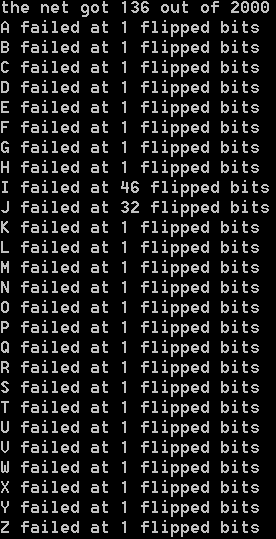 the net got 136 out of 2000
A failed at 1 flipped bits
B failed at 1 flipped bits
C failed at 1 flipped bits
D failed at 1 flipped bits
E failed at 1 flipped bits
F failed at 1 flipped bits
G failed at 1 flipped bits
H failed at 1 flipped bits
I failed at 46 flipped bits
J failed at 32 flipped bits
K failed at 1 flipped bits
L failed at 1 flipped bits
M failed at 1 flipped bits
N failed at 1 flipped bits
O failed at 1 flipped bits
P failed at 1 flipped bits
Q failed at 1 flipped bits
R failed at 1 flipped bits
S failed at 1 flipped bits
T failed at 1 flipped bits
U failed at 1 flipped bits
V failed at 1 flipped bits
W failed at 1 flipped bits
X failed at 1 flipped bits
Y failed at 1 flipped bits
Z failed at 1 flipped bits